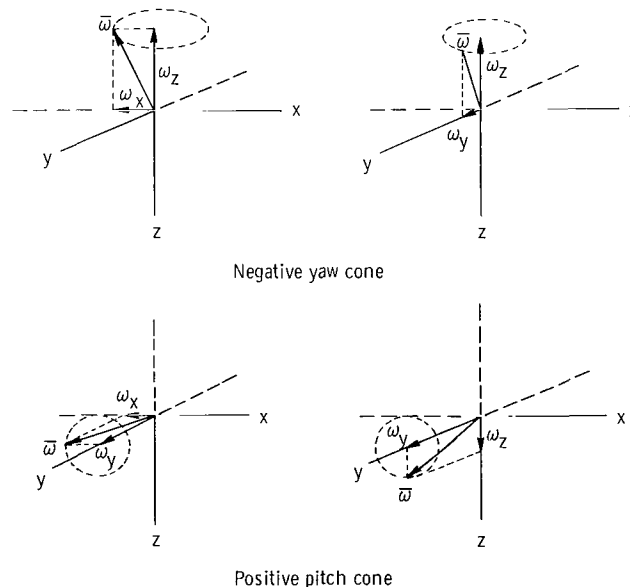 ω̅
ω̅
ω_z
ω_z
ω_x
x
ω_y
y
y
z
z
Negative yaw cone
ω_x
x
x
ω_y
ω_z
ω̅
ω_y
y
y
ω̅
z
z
Positive pitch cone